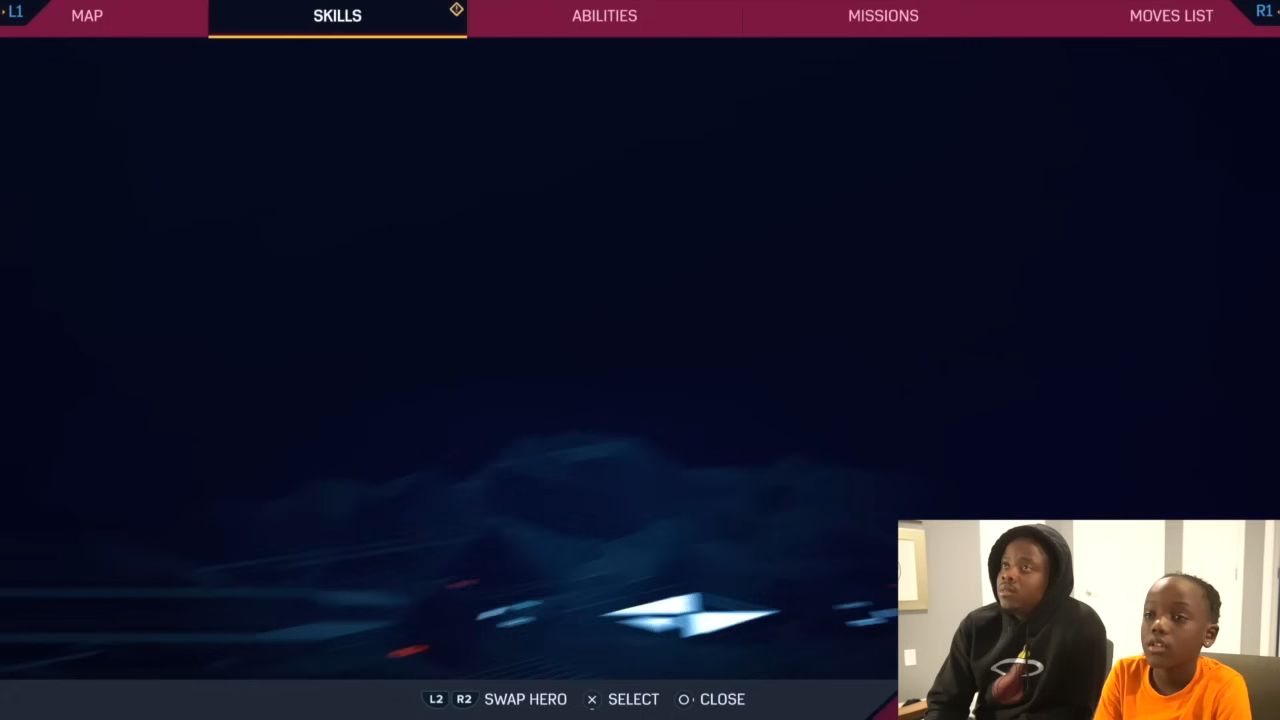 L1 MAP SKILLS ABILITIES MISSIONS MOVES LIST R1
L2 R2 SWAP HERO SELECT CLOSE